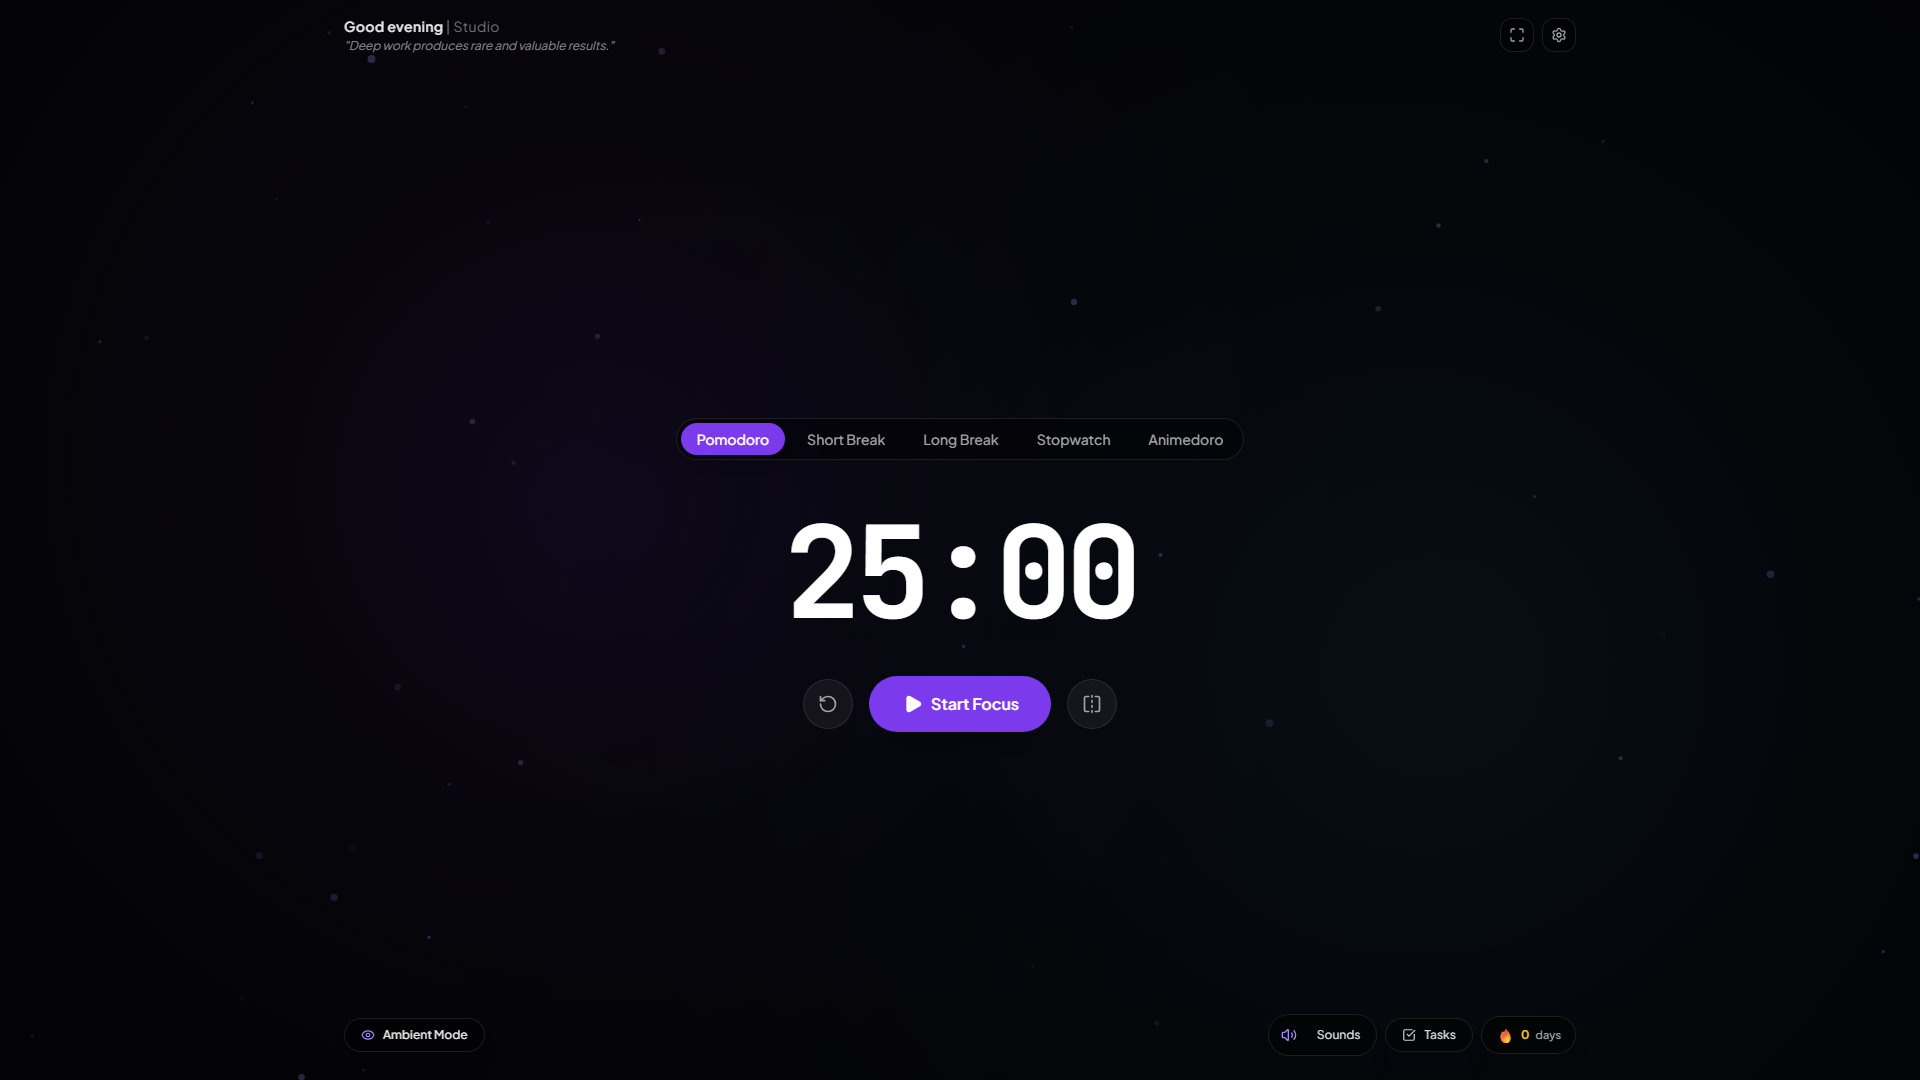 Good evening | Studio
"Deep work produces rare and valuable results."
Pomodoro Short Break Long Break Stopwatch Animedoro
25:00
Start Focus
Ambient Mode
Sounds Tasks 0 days